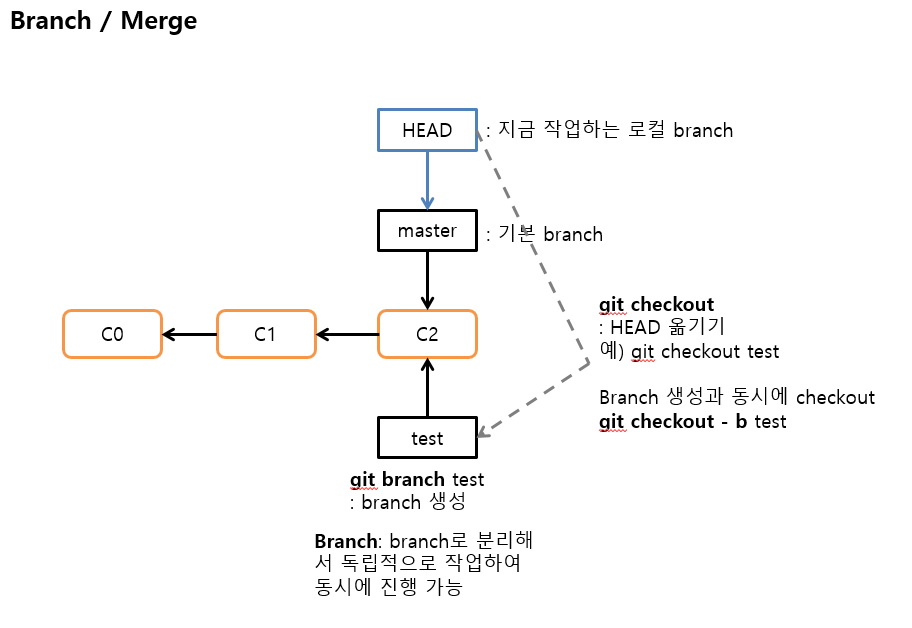 Branch / Merge
HEAD
: 지금 작업하는 로컬 branch
master
: 기본 branch
C0
C1
C2
git checkout
: HEAD 옮기기
예) git checkout test
Branch 생성과 동시에 checkout
git checkout - b test
test
git branch test
: branch 생성
Branch: branch로 분리해
서 독립적으로 작업하여
동시에 진행 가능